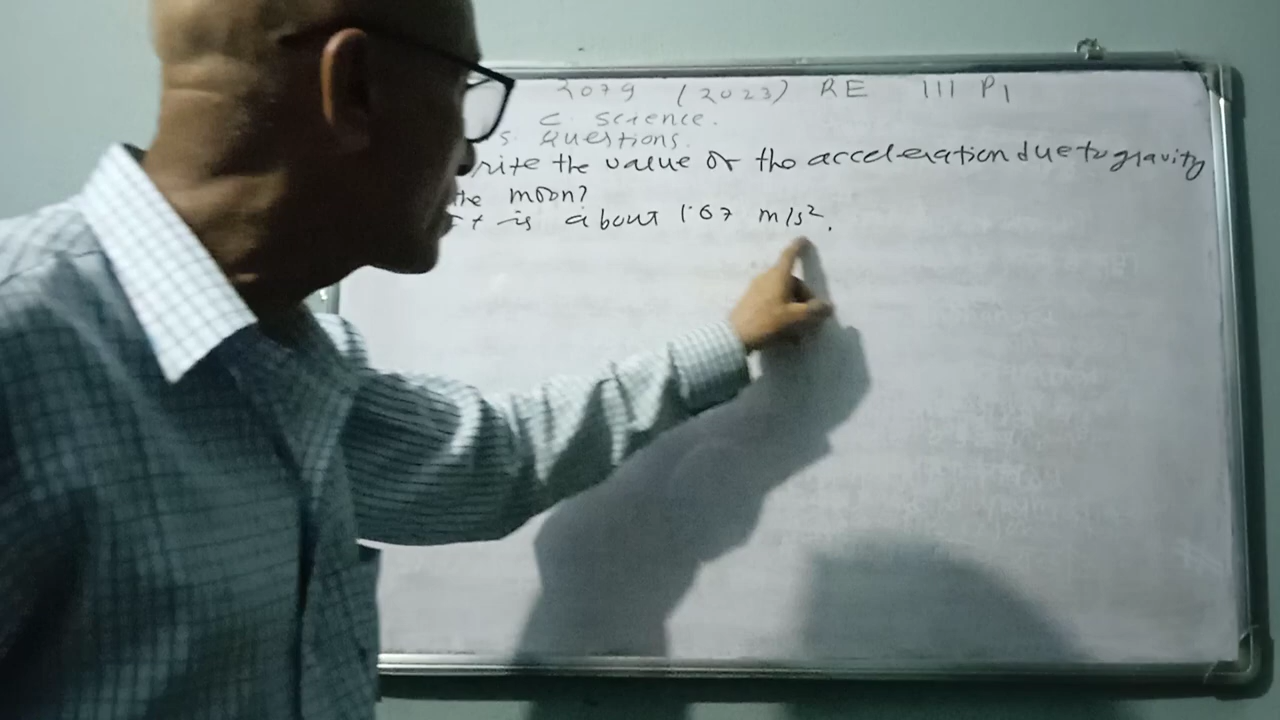 2079 (2023) RE III P1
C. Science.
s. Questions.
rite the value of the acceleration due to gravity
the moon?
It is about 1.67 m/s².